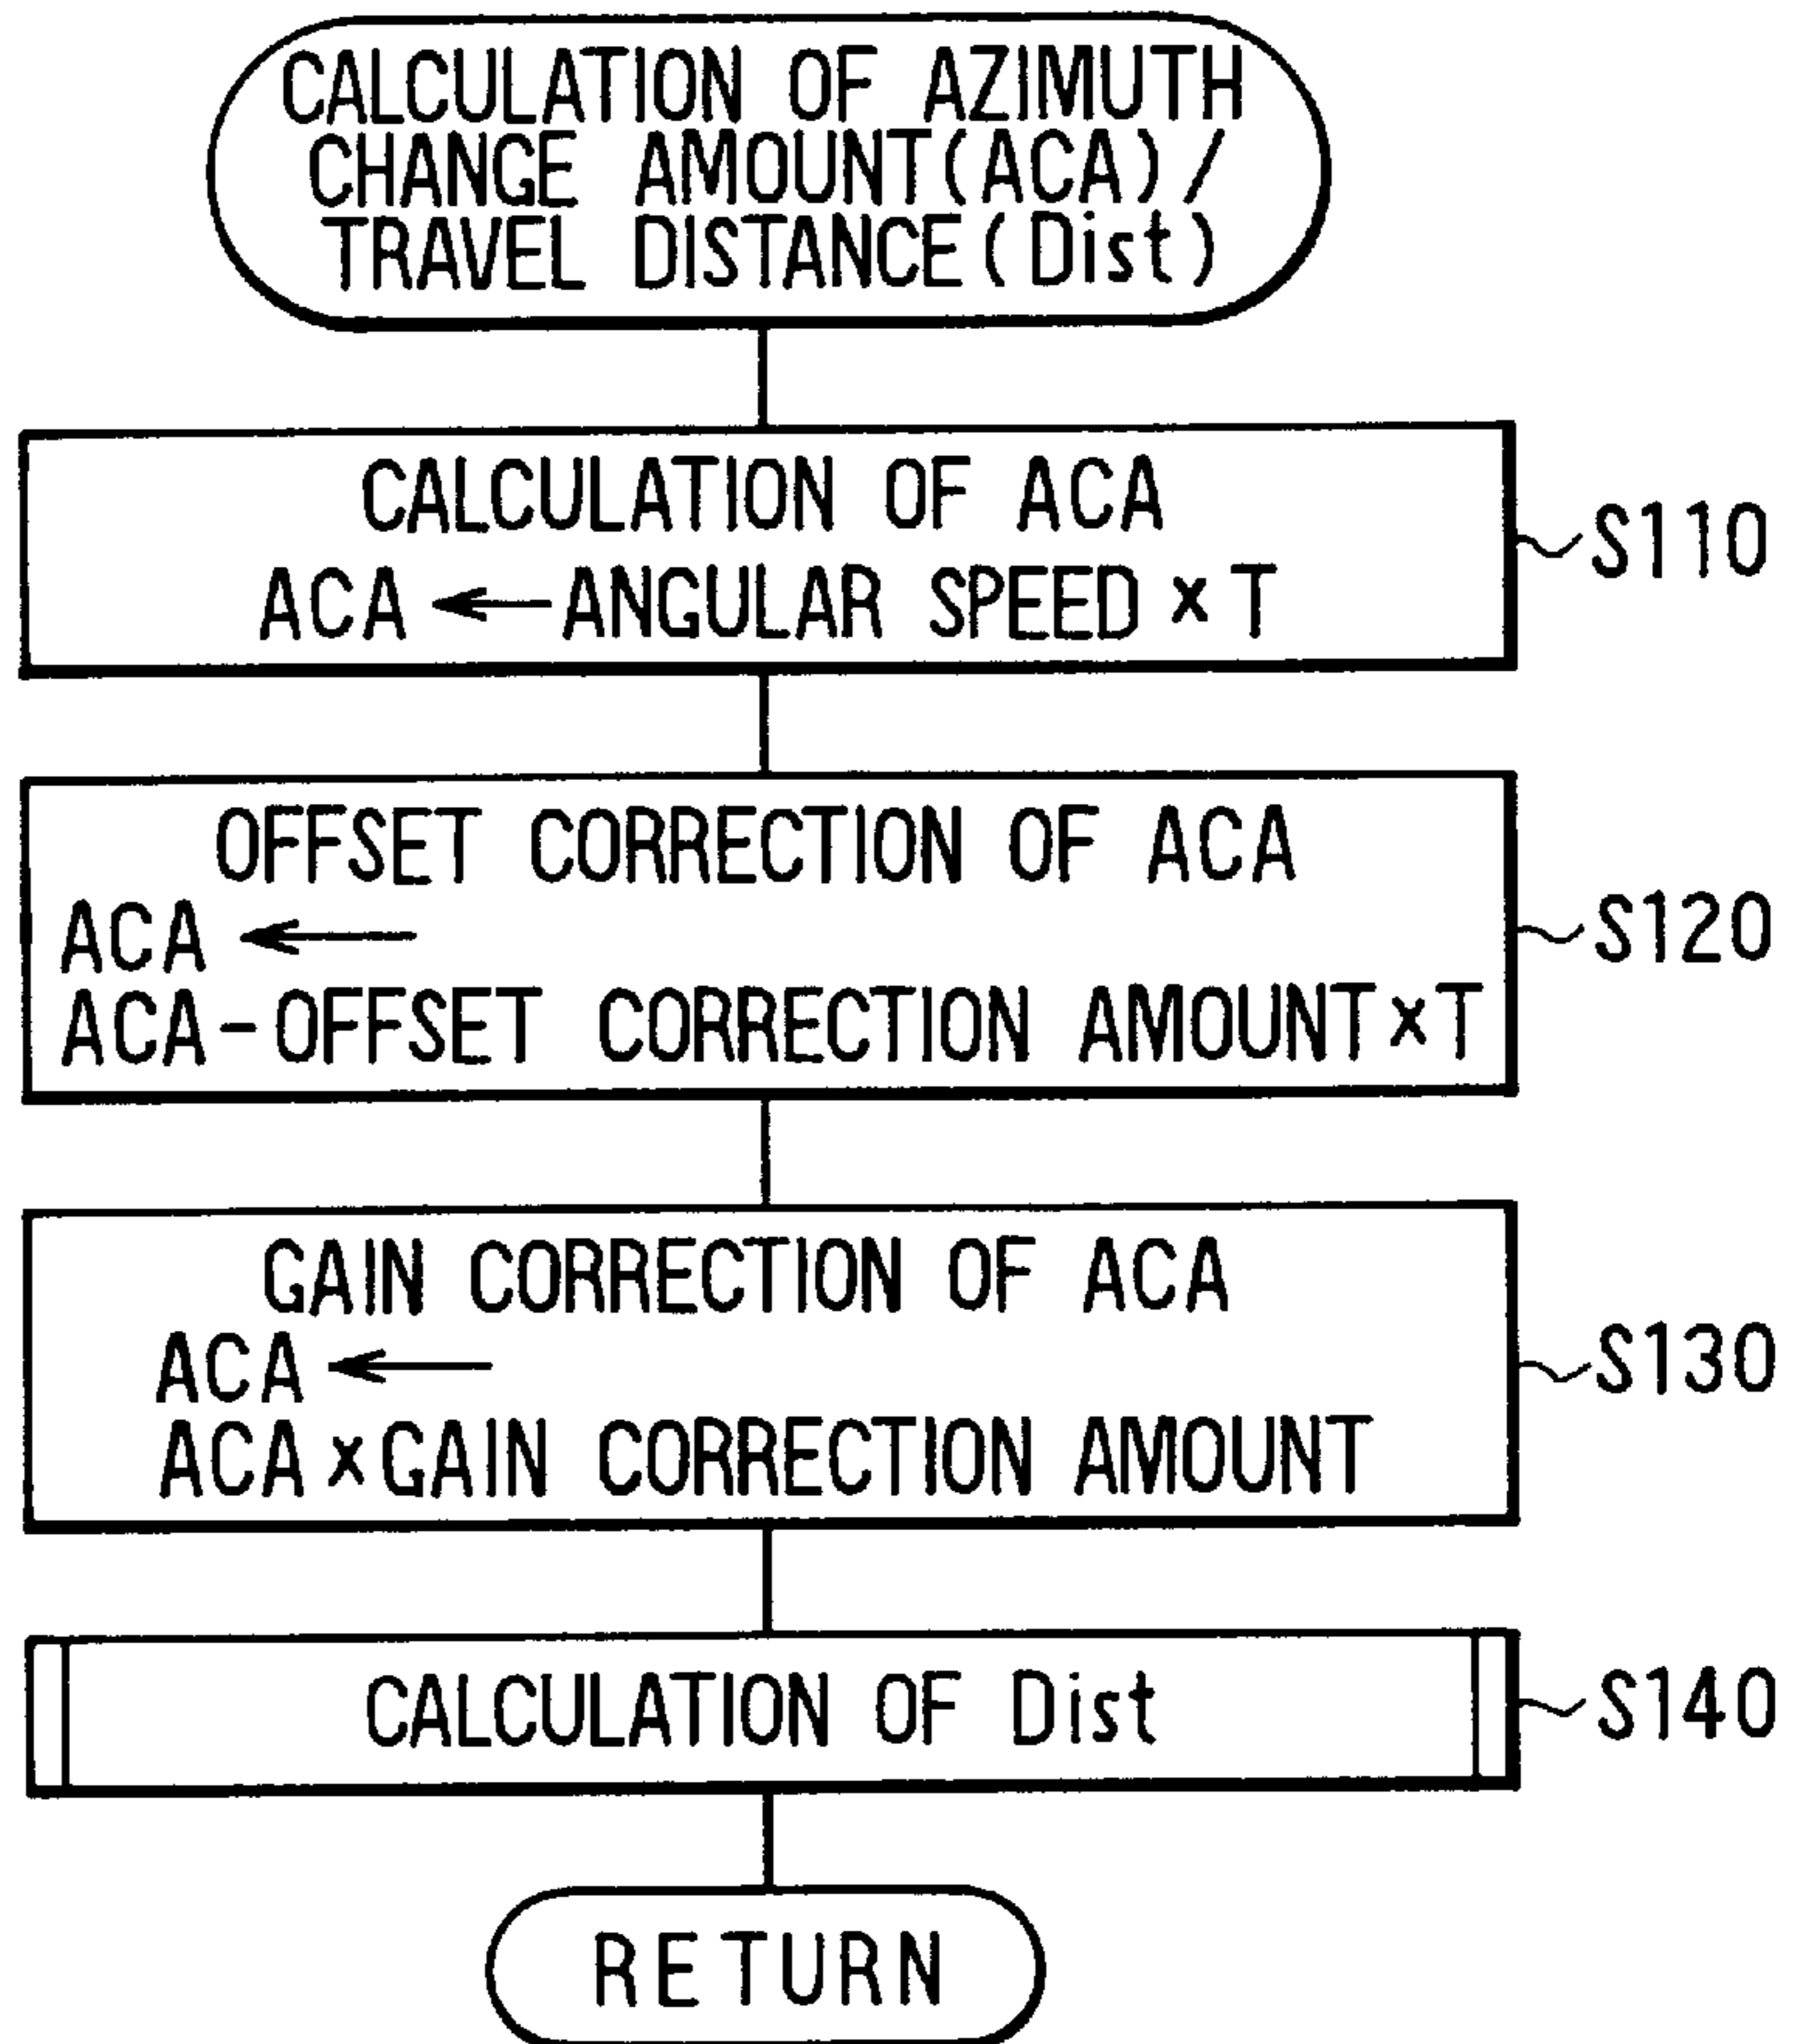 CALCULATION OF AZIMUTH
CHANGE AMOUNT(ACA)/
TRAVEL DISTANCE(Dist)
CALCULATION OF ACA
ACA ← ANGULAR SPEED × T
S110
OFFSET CORRECTION OF ACA
ACA ←
ACA-OFFSET CORRECTION AMOUNT×T
S120
GAIN CORRECTION OF ACA
ACA ←
ACA×GAIN CORRECTION AMOUNT
S130
CALCULATION OF Dist
S140
RETURN